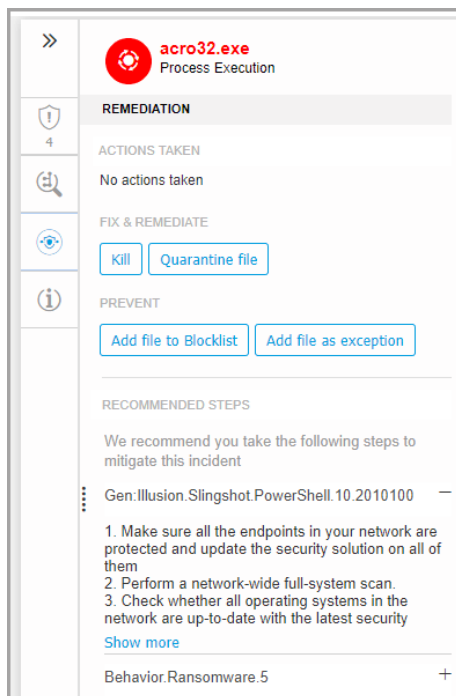 acro32.exe
Process Execution
REMEDIATION
4
ACTIONS TAKEN
No actions taken
FIX & REMEDIATE
Kill
Quarantine file
PREVENT
Add file to Blocklist
Add file as exception
RECOMMENDED STEPS
We recommend you take the following steps to
mitigate this incident
Gen:Illusion.Slingshot.PowerShell.10.2010100
1. Make sure all the endpoints in your network are
protected and update the security solution on all of
them
2. Perform a network-wide full-system scan.
3. Check whether all operating systems in the
network are up-to-date with the latest security
Show more
Behavior.Ransomware.5